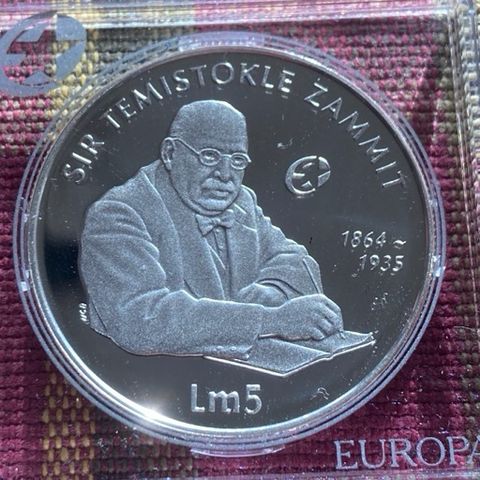 SIR TEMISTOKLE ZAMMIT
1864 ~
1935
Lm5
EUROPA